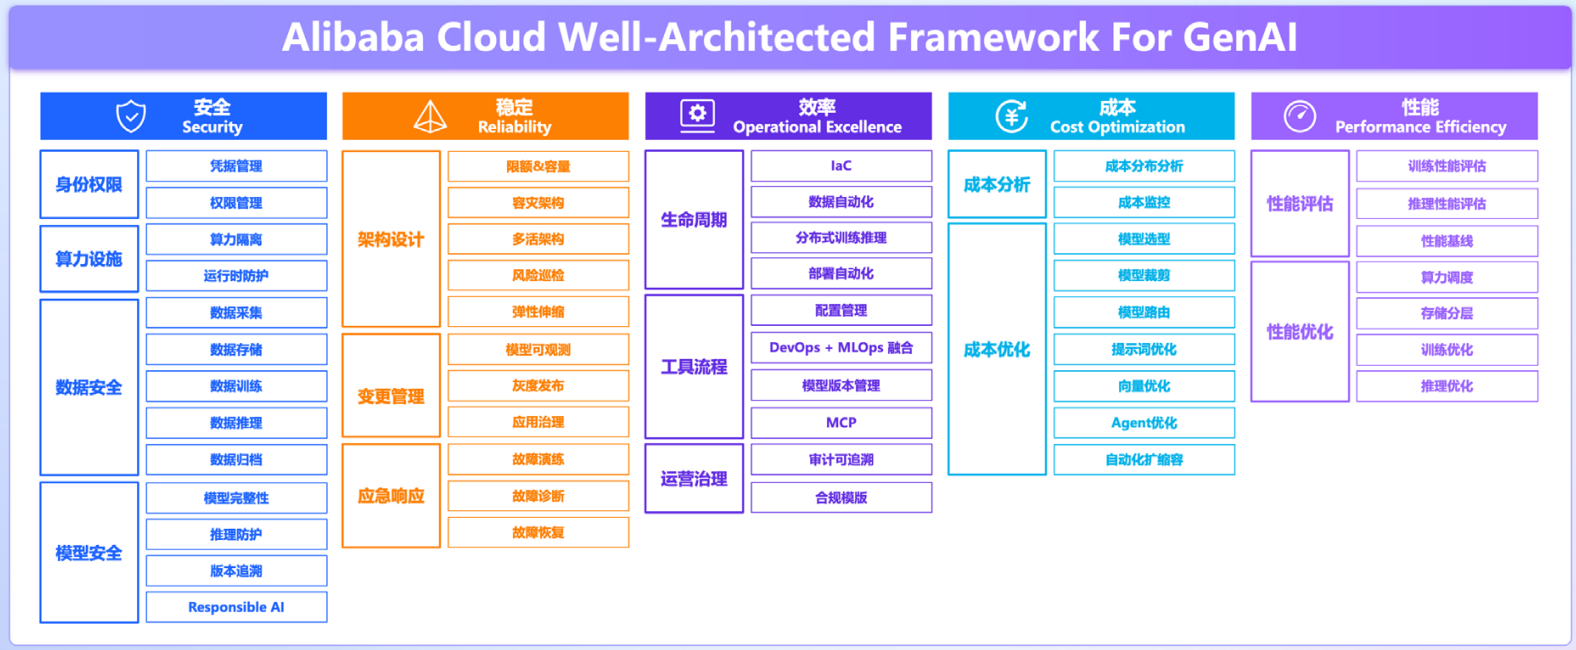 Alibaba Cloud Well-Architected Framework For GenAI
安全
Security
身份权限
凭据管理
权限管理
算力设施
算力隔离
运行时防护
数据安全
数据采集
数据存储
数据训练
数据推理
数据归档
模型安全
模型完整性
推理防护
版本追溯
Responsible AI
稳定
Reliability
架构设计
限额&容量
容灾架构
多活架构
风险巡检
弹性伸缩
变更管理
模型可观测
灰度发布
应用治理
应急响应
故障演练
故障诊断
故障恢复
效率
Operational Excellence
生命周期
IaC
数据自动化
分布式训练推理
部署自动化
工具流程
配置管理
DevOps + MLOps 融合
模型版本管理
MCP
运营治理
审计可追溯
合规模版
成本
Cost Optimization
成本分析
成本分布分析
成本监控
成本优化
模型选型
模型裁剪
模型路由
提示词优化
向量优化
Agent优化
自动化扩缩容
性能
Performance Efficiency
性能评估
训练性能评估
推理性能评估
性能基线
性能优化
算力调度
存储分层
训练优化
推理优化